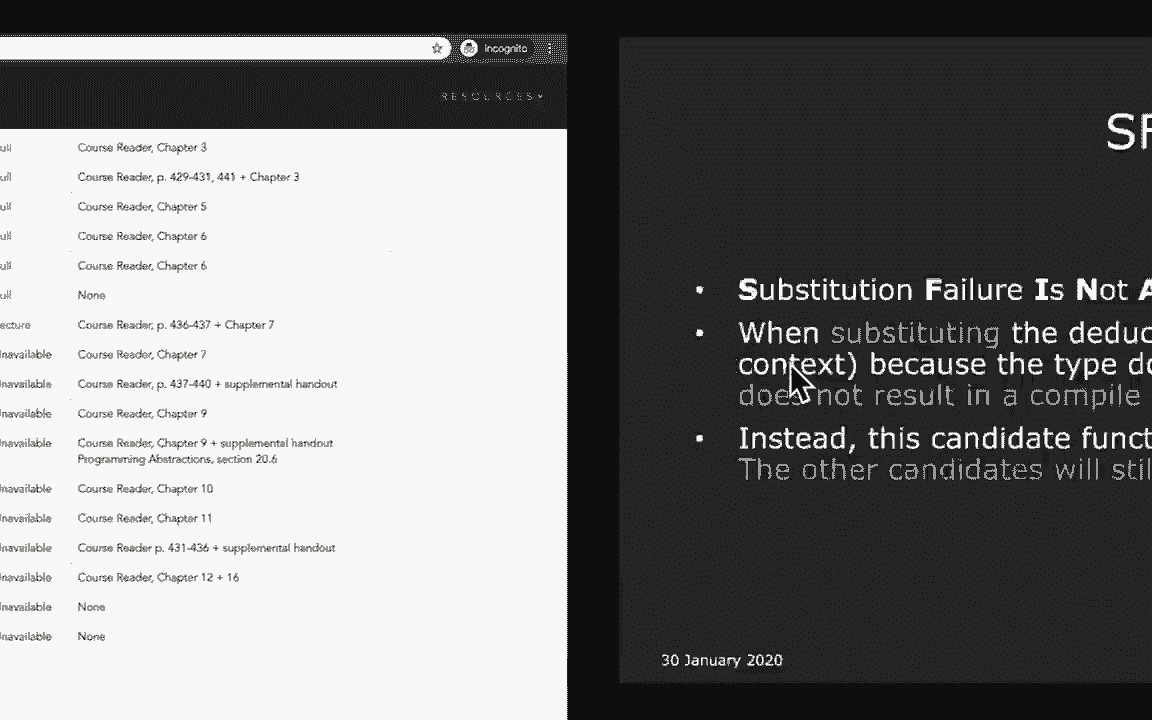 incognito
RESOURCES
Course Reader, Chapter 3
Course Reader, p. 429-431, 441 + Chapter 3
Course Reader, Chapter 5
Course Reader, Chapter 6
Course Reader, Chapter 6
None
ecture Course Reader, p. 436-437 + Chapter 7
navailable Course Reader, Chapter 7
navailable Course Reader, p. 437-440 + supplemental handout
navailable Course Reader, Chapter 9
navailable Course Reader, Chapter 9 + supplemental handout
Programming Abstractions, section 20.6
navailable Course Reader, Chapter 10
navailable Course Reader, Chapter 11
navailable Course Reader p. 431-436 + supplemental handout
navailable Course Reader, Chapter 12 + 16
navailable None
navailable None
SF
• Substitution Failure Is Not A
• When substituting the deduc
context) because the type do
does not result in a compile
• Instead, this candidate funct
The other candidates will stil
30 January 2020